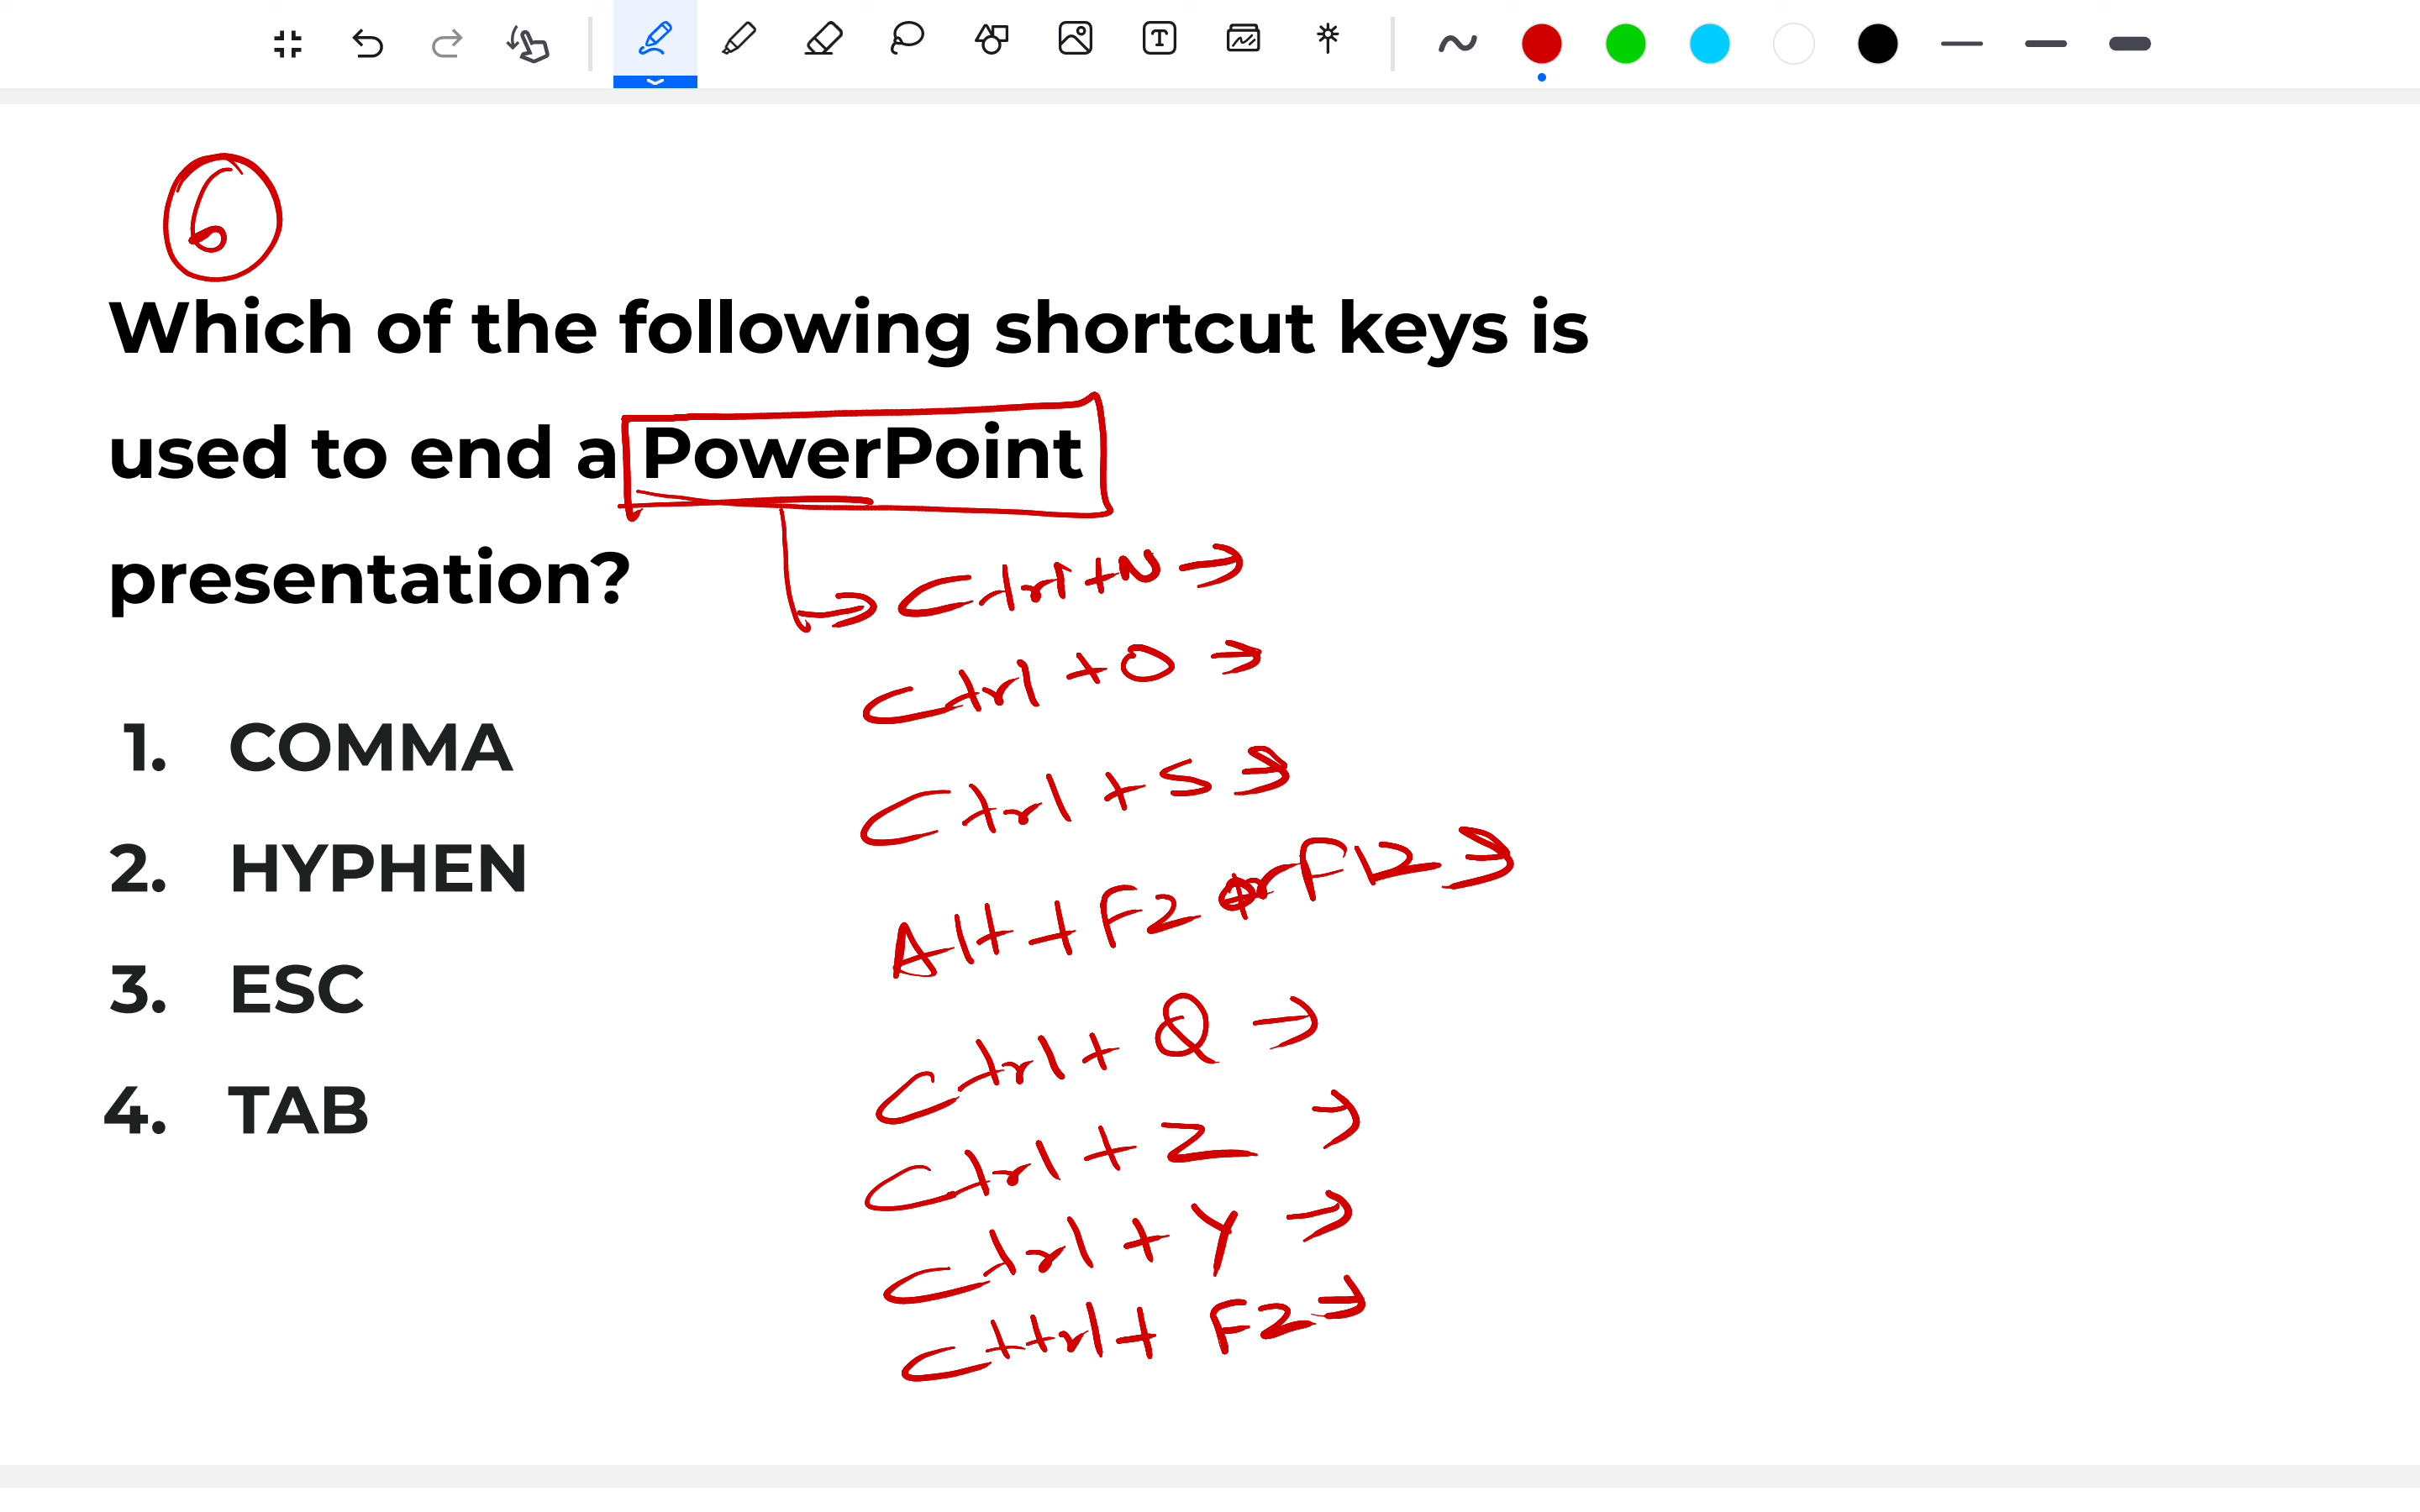 6
Which of the following shortcut keys is
used to end a PowerPoint
presentation?
Ctrl+N →
Ctrl+O →
1. COMMA
Ctrl+S →
2. HYPHEN
Alt+F2 or F12 →
3. ESC
Ctrl+Q →
4. TAB
Ctrl+Z →
Ctrl+Y →
Cttrl+F2 →